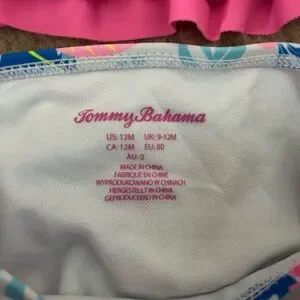 Tommy Bahama
US: 12M UK: 9-12M
CA: 12M EU: 80
AU: 0
MADE IN CHINA
FABRIQUÉ EN CHINE
WYPRODUKOWANO W CHINACH
HERGESTELLT IN CHINA
GEPRODUCEERD IN CHINA